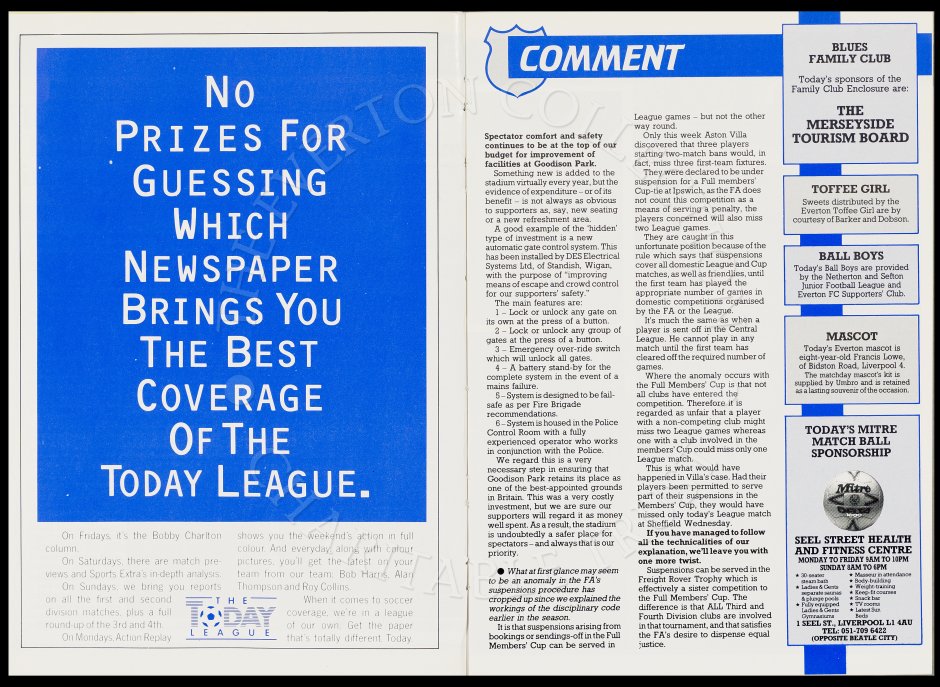 No
Prizes For
Guessing
Which
Newspaper
Brings You
The Best
Coverage
Of The
Today League.
On Fridays, it's the Bobby Charlton
column.
On Saturdays, there are match pre-
views and Sports Extra's in-depth analysis.
On Sundays, we bring you reports
on all the first and second
division matches, plus a full
round-up of the 3rd and 4th.
On Mondays, Action Replay
shows you the weekend's action in full
colour. And everyday, along with colour
pictures, you'll get the latest on your
team from our team; Bob Harris, Alan
Thompson and Roy Collins.
When it comes to soccer
coverage, we're in a league
of our own. Get the paper
that's totally different. Today.
THE
TODAY
LEAGUE
COMMENT
Spectator comfort and safety
continues to be at the top of our
budget for improvement of
facilities at Goodison Park.
Something new is added to the
stadium virtually every year, but the
evidence of expenditure – or of its
benefit – is not always as obvious
to supporters as, say, new seating
or a new refreshment area.
A good example of the 'hidden'
type of investment is a new
automatic gate control system. This
has been installed by DES Electrical
Systems Ltd, of Standish, Wigan,
with the purpose of "improving
means of escape and crowd control
for our supporters' safety."
The main features are:
1 – Lock or unlock any gate on
its own at the press of a button.
2 – Lock or unlock any group of
gates at the press of a button.
3 – Emergency over-ride switch
which will unlock all gates.
4 – A battery stand-by for the
complete system in the event of a
mains failure.
5 – System is designed to be fail-
safe as per Fire Brigade
recommendations.
6 – System is housed in the Police
Control Room with a fully
experienced operator who works
in conjunction with the Police.
We regard this is a very
necessary step in ensuring that
Goodison Park retains its place as
one of the best-appointed grounds
in Britain. This was a very costly
investment, but we are sure our
supporters will regard it as money
well spent. As a result, the stadium
is undoubtedly a safer place for
spectators – and always that is our
priority.
● What at first glance may seem
to be an anomaly in the FA's
suspensions procedure has
cropped up since we explained the
workings of the disciplinary code
earlier in the season.
It is that suspensions arising from
bookings or sendings-off in the Full
Members' Cup can be served in
League games – but not the other
way round.
Only this week Aston Villa
discovered that three players
starting two-match bans would, in
fact, miss three first-team fixtures.
They were declared to be under
suspension for a Full members'
Cup-tie at Ipswich, as the FA does
not count this competition as a
means of serving a penalty, the
players concerned will also miss
two League games.
They are caught in this
unfortunate position because of the
rule which says that suspensions
cover all domestic League and Cup
matches, as well as friendlies, until
the first team has played the
appropriate number of games in
domestic competitions organised
by the FA or the League.
It's much the same as when a
player is sent off in the Central
League. He cannot play in any
match until the first team has
cleared off the required number of
games.
Where the anomaly occurs with
the Full Members' Cup is that not
all clubs have entered the
competition. Therefore it is
regarded as unfair that a player
with a non-competing club might
miss two League games whereas
one with a club involved in the
members' Cup could miss only one
League match.
This is what would have
happened in Villa's case. Had their
players been permitted to serve
part of their suspensions in the
Members' Cup, they would have
missed only today's League match
at Sheffield Wednesday.
If you have managed to follow
all the technicalities of our
explanation, we'll leave you with
one more twist.
Suspensions can be served in the
Freight Rover Trophy which is
effectively a sister competition to
the Full Members' Cup. The
difference is that ALL Third and
Fourth Division clubs are involved
in that tournament, and that satisfies
the FA's desire to dispense equal
justice.
BLUES
FAMILY CLUB
Today's sponsors of the
Family Club Enclosure are:
THE
MERSEYSIDE
TOURISM BOARD
TOFFEE GIRL
Sweets distributed by the
Everton Toffee Girl are by
courtesy of Barker and Dobson.
BALL BOYS
Today's Ball Boys are provided
by the Netherton and Sefton
Junior Football League and
Everton FC Supporters' Club.
MASCOT
Today's Everton mascot is
eight-year-old Francis Lowe,
of Bidston Road, Liverpool 4.
The matchday mascot's kit is
supplied by Umbro and is retained
as a lasting souvenir of the occasion.
TODAY'S MITRE
MATCH BALL
SPONSORSHIP
Mitre
SEEL STREET HEALTH
AND FITNESS CENTRE
MONDAY TO FRIDAY 9AM TO 10PM
SUNDAY 8AM TO 6PM
★ 30-seater
steam bath
★ Ladies & Gents
separate saunas
& plunge pools
★ Fully equipped
Ladies & Gents
Gymnasiums
★ Masseur in attendance
★ Body-building
★ Weight-training
★ Keep-fit courses
★ Snack bar
★ TV rooms
★ Latest Sun
Beds
1 SEEL ST., LIVERPOOL L1 4AU
TEL: 051-709 6422
(OPPOSITE BEATLE CITY)